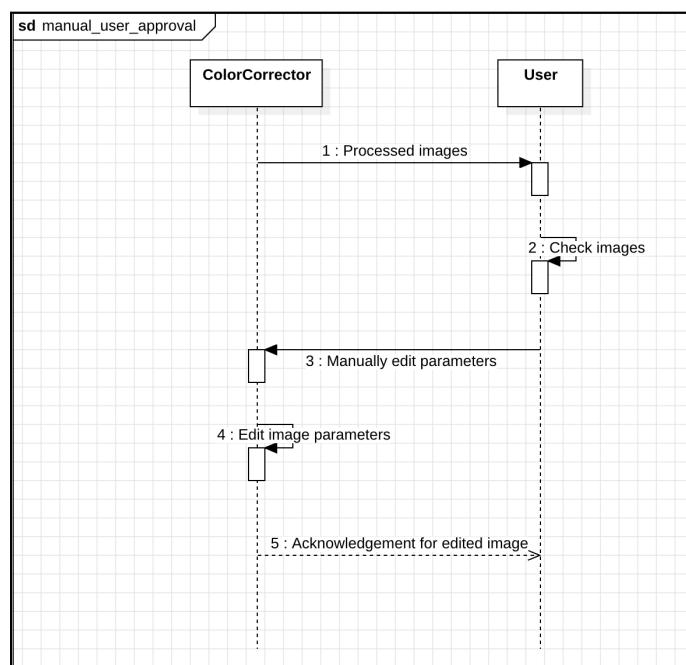 sd manual_user_approval
ColorCorrector
User
1 : Processed images
2 : Check images
3 : Manually edit parameters
4 : Edit image parameters
5 : Acknowledgement for edited image